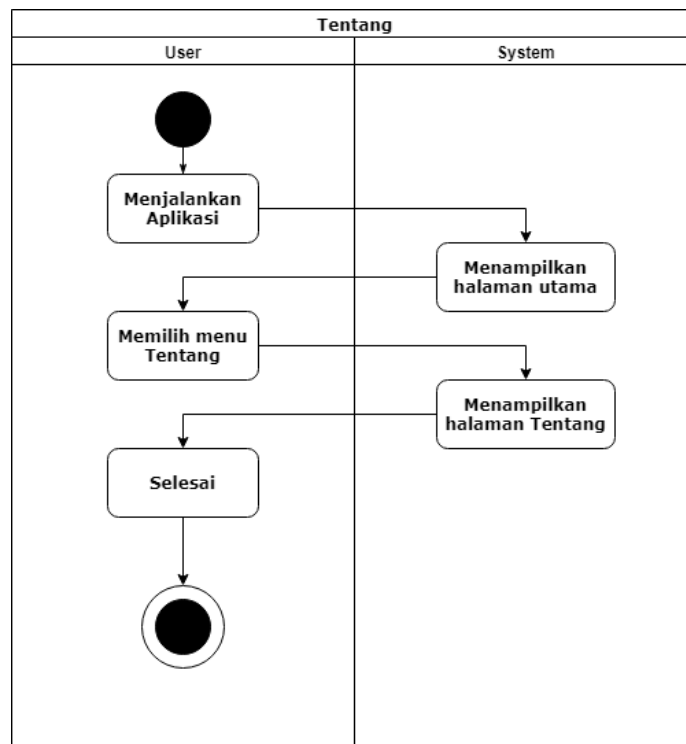 Tentang
User
System
Menjalankan
Aplikasi
Menampilkan
halaman utama
Memilih menu
Tentang
Menampilkan
halaman Tentang
Selesai